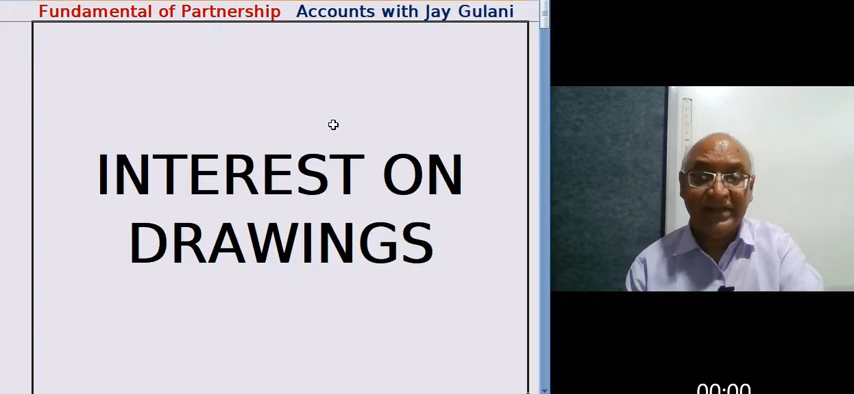 Fundamental of Partnership Accounts with Jay Gulani
INTEREST ON
DRAWINGS
00:00